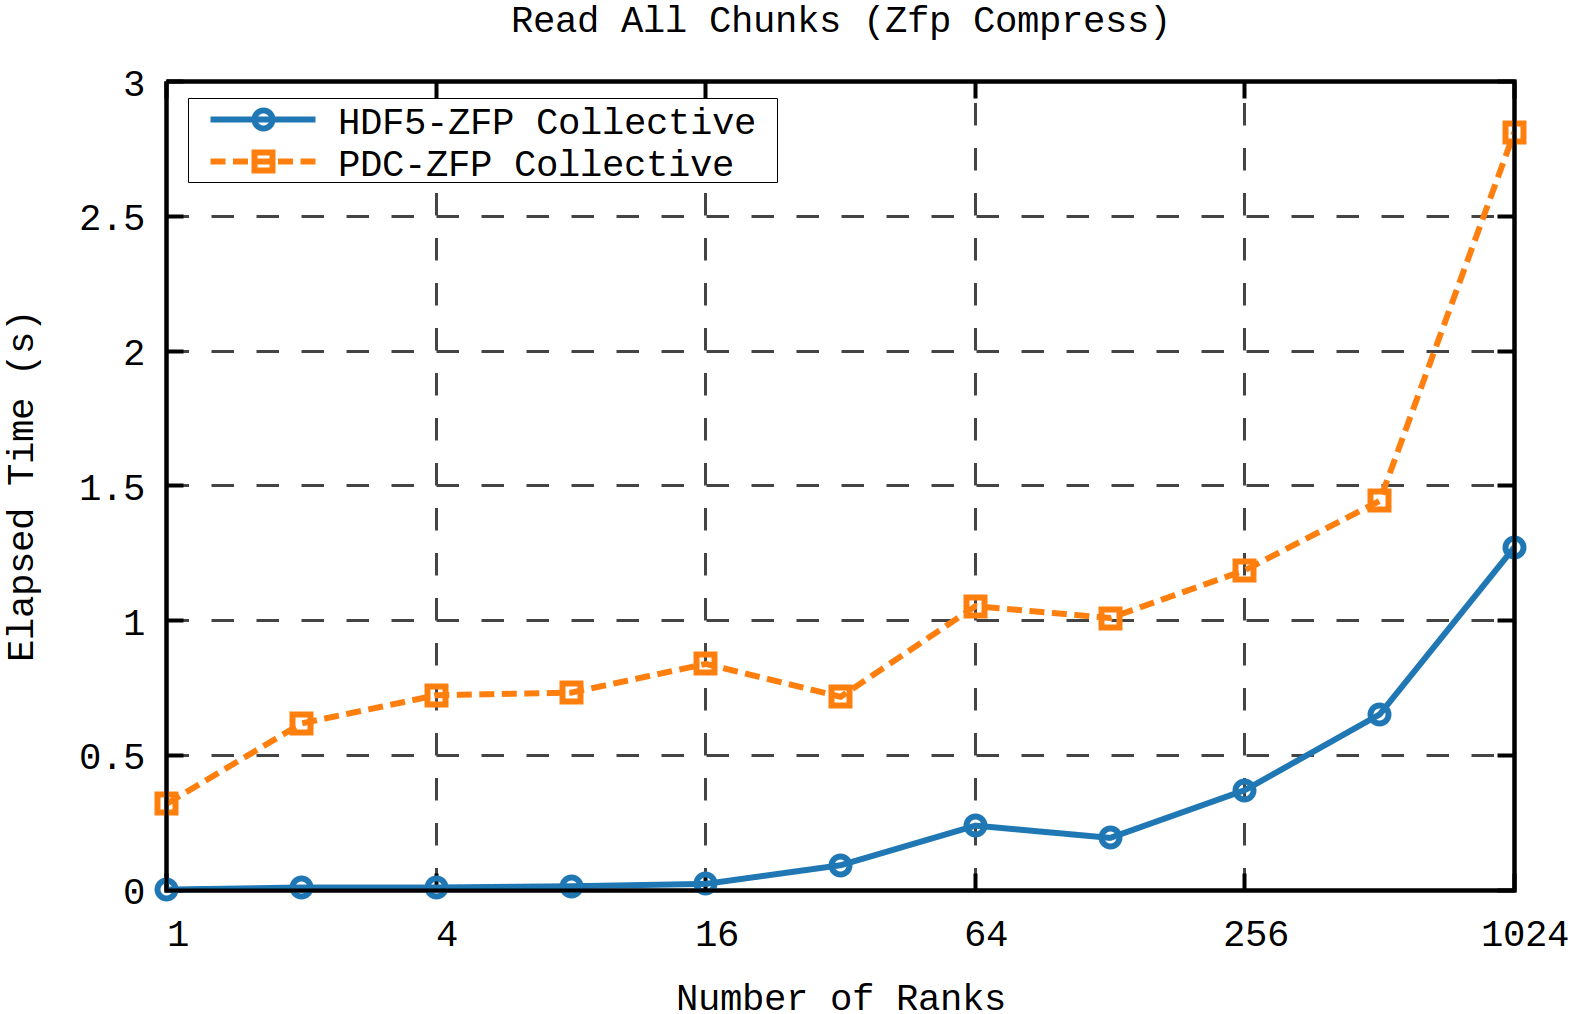 Read All Chunks (Zfp Compress)
3
HDF5-ZFP Collective
PDC-ZFP Collective
2.5
2
1.5
1
0.5
0
Elapsed Time (s)
1 4 16 64 256 1024
Number of Ranks